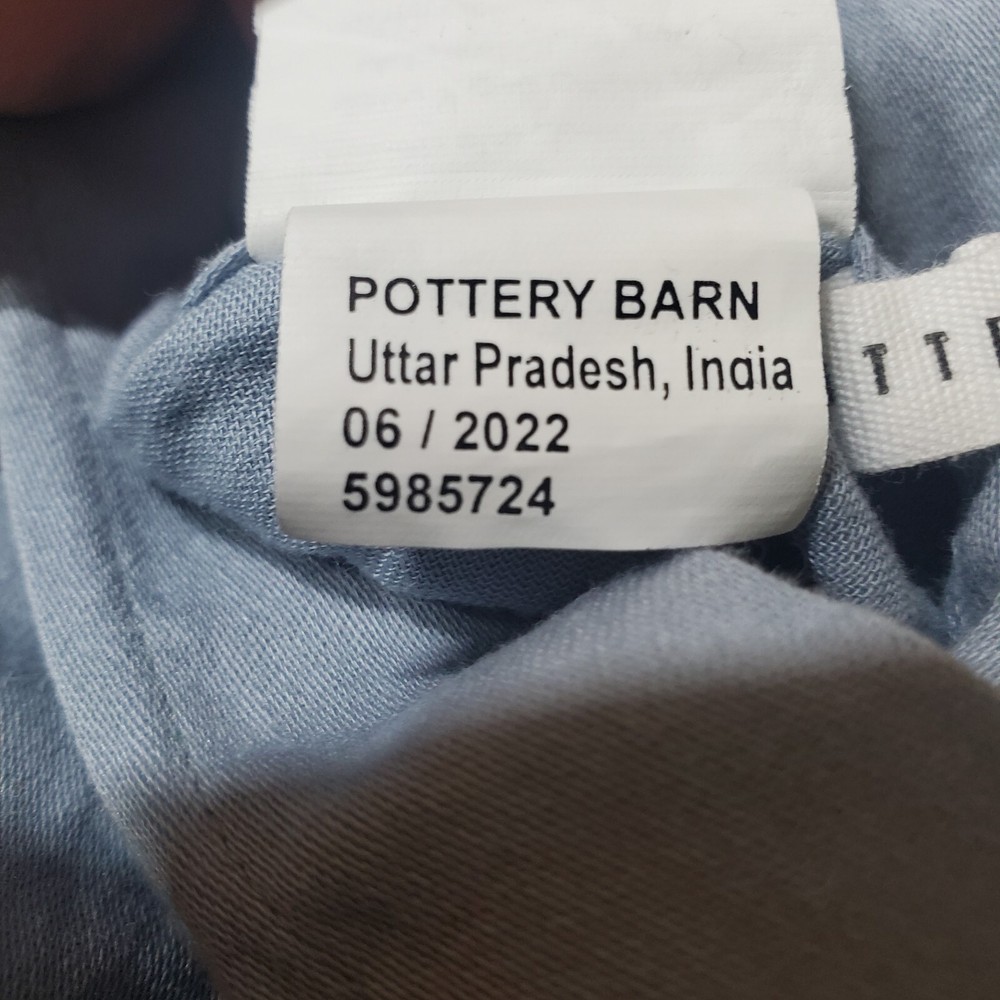 POTTERY BARN
Uttar Pradesh, India
06 / 2022
5985724
T T